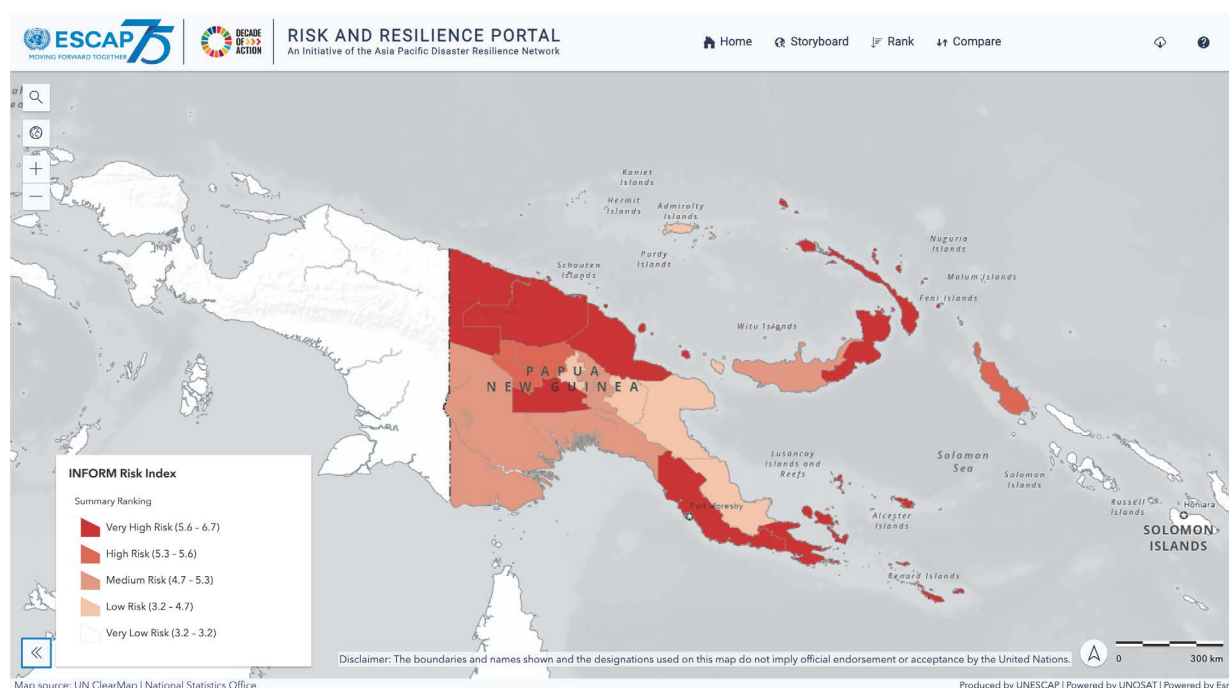 ESCAP 75
MOVING FORWARD TOGETHER
DECADE
OF >>>
ACTION
RISK AND RESILIENCE PORTAL
An Initiative of the Asia Pacific Disaster Resilience Network
Home
Storyboard
Rank
Compare
Kaniet
Islands
Hermit
Islands
Admiralty
Islands
Purdy
Islands
Schouten
Islands
Nuguria
Islands
Malum Islands
Feni Islands
Witu Islands
PAPUA
NEW GUINEA
Lusancay
Islands and
Reefs
Solomon
Sea
Solomon
Islands
Port Moresby
Alcester
Islands
Russell
Islands
Honiara
SOLOMON
ISLANDS
Renard Islands
INFORM Risk Index
Summary Ranking
Very High Risk (5.6 - 6.7)
High Risk (5.3 - 5.6)
Medium Risk (4.7 - 5.3)
Low Risk (3.2 - 4.7)
Very Low Risk (3.2 - 3.2)
Disclaimer: The boundaries and names shown and the designations used on this map do not imply official endorsement or acceptance by the United Nations.
0 300 km
Map source: UN ClearMap | National Statistics Office
Produced by UNESCAP | Powered by UNOSAT | Powered by Esri